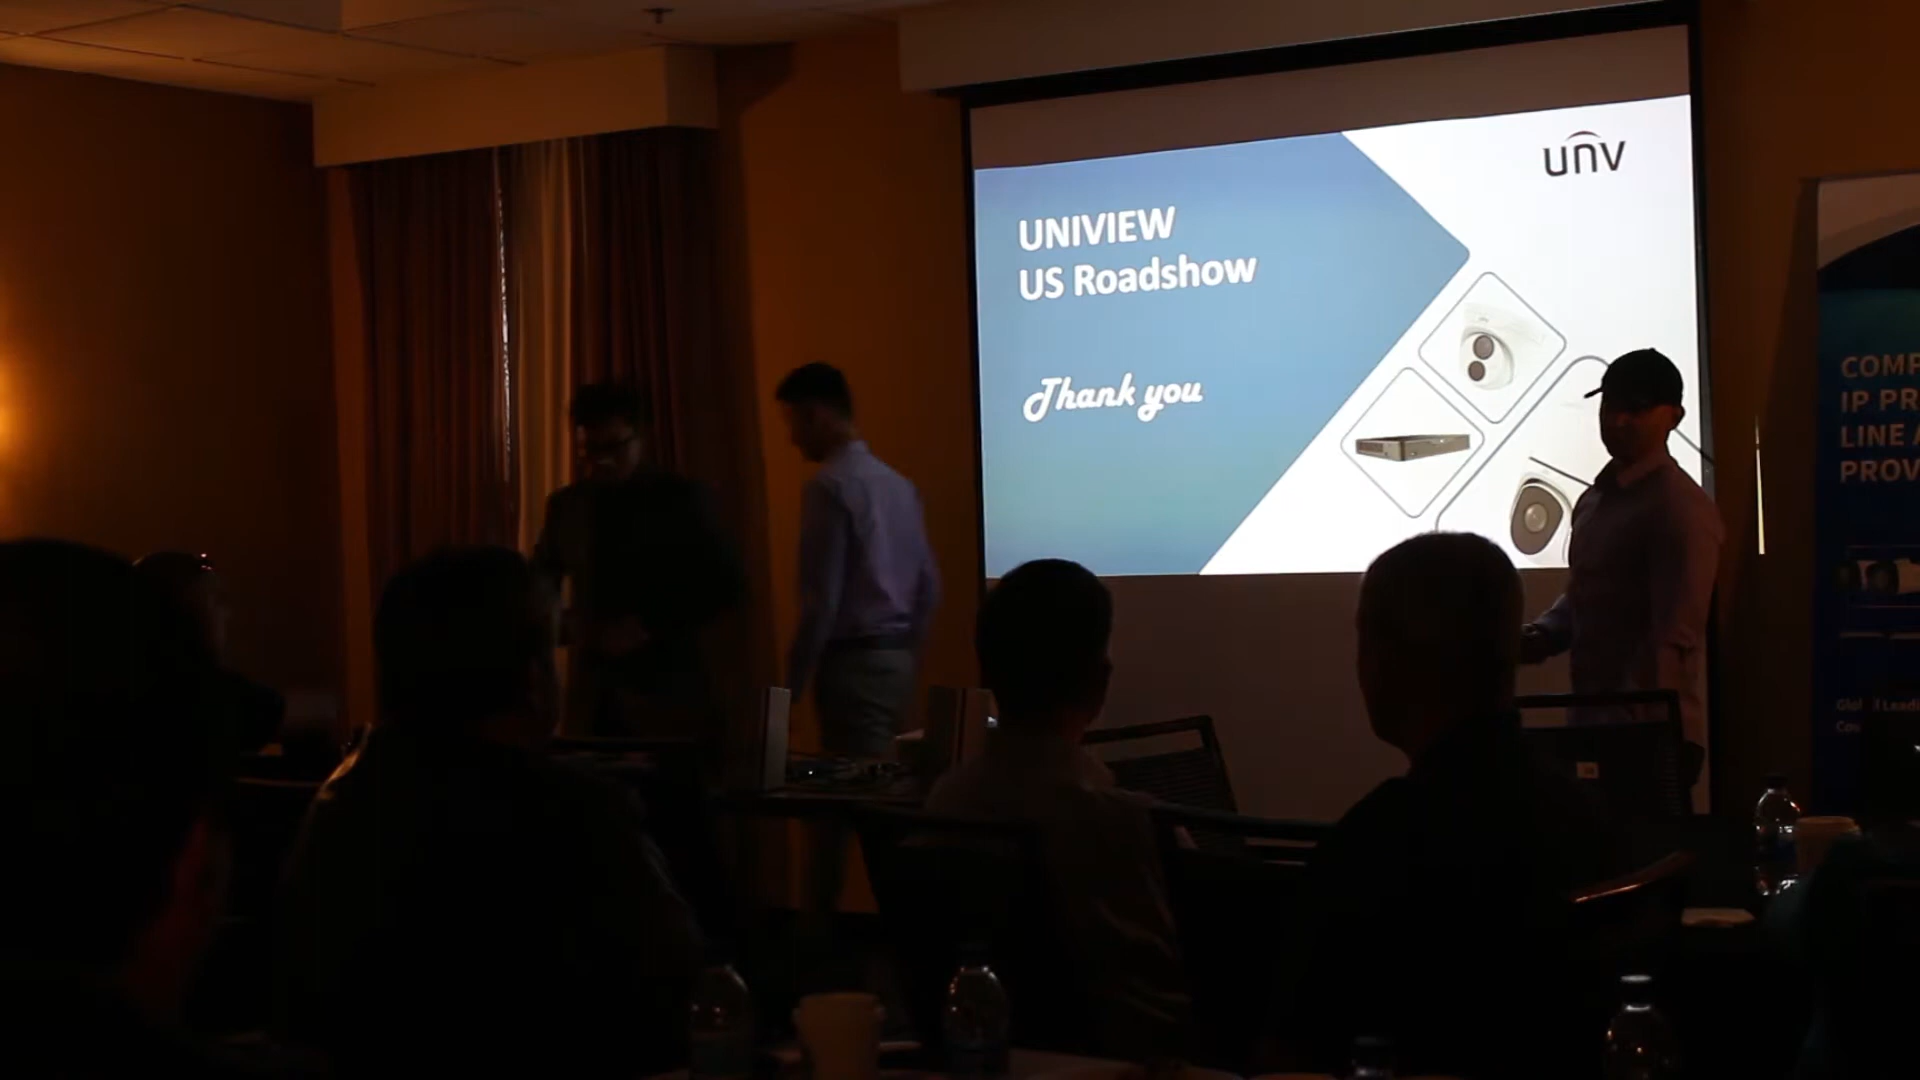 unv
UNIVIEW
US Roadshow
Thank you
COMP
IP PR
LINE
PROV